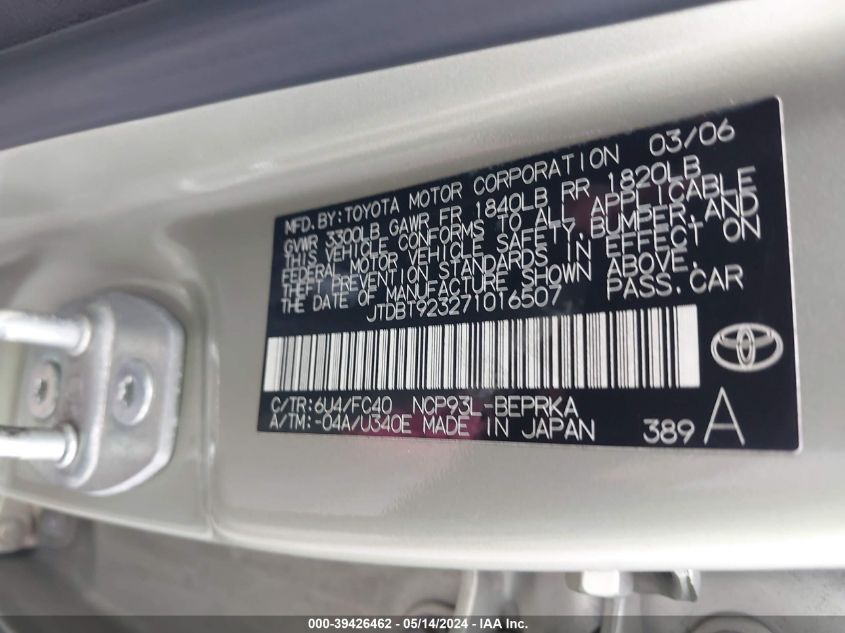 MFD.BY:TOYOTA MOTOR CORPORATION 03/06
GVWR 3300LB GAWR FR 1840LB RR 1820LB
THIS VEHICLE CONFORMS TO ALL APPLICABLE
FEDERAL MOTOR VEHICLE SAFETY, BUMPER, AND
THEFT PREVENTION STANDARDS IN EFFECT ON
THE DATE OF MANUFACTURE SHOWN ABOVE.
JTDBT923271016507 PASS.CAR
C/TR:6U4/FC40 NCP93L-BEPRKA
A/TM:-04A/U340E MADE IN JAPAN 389 A
000-39426462 - 05/14/2024 - IAA Inc.